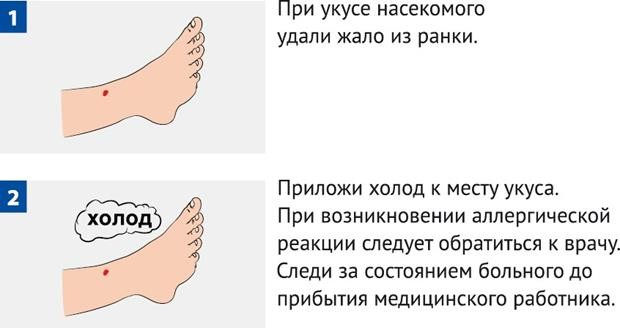 1
При укусе насекомого
удали жало из ранки.
2
холод
Приложи холод к месту укуса.
При возникновении аллергической
реакции следует обратиться к врачу.
Следи за состоянием больного до
прибытия медицинского работника.